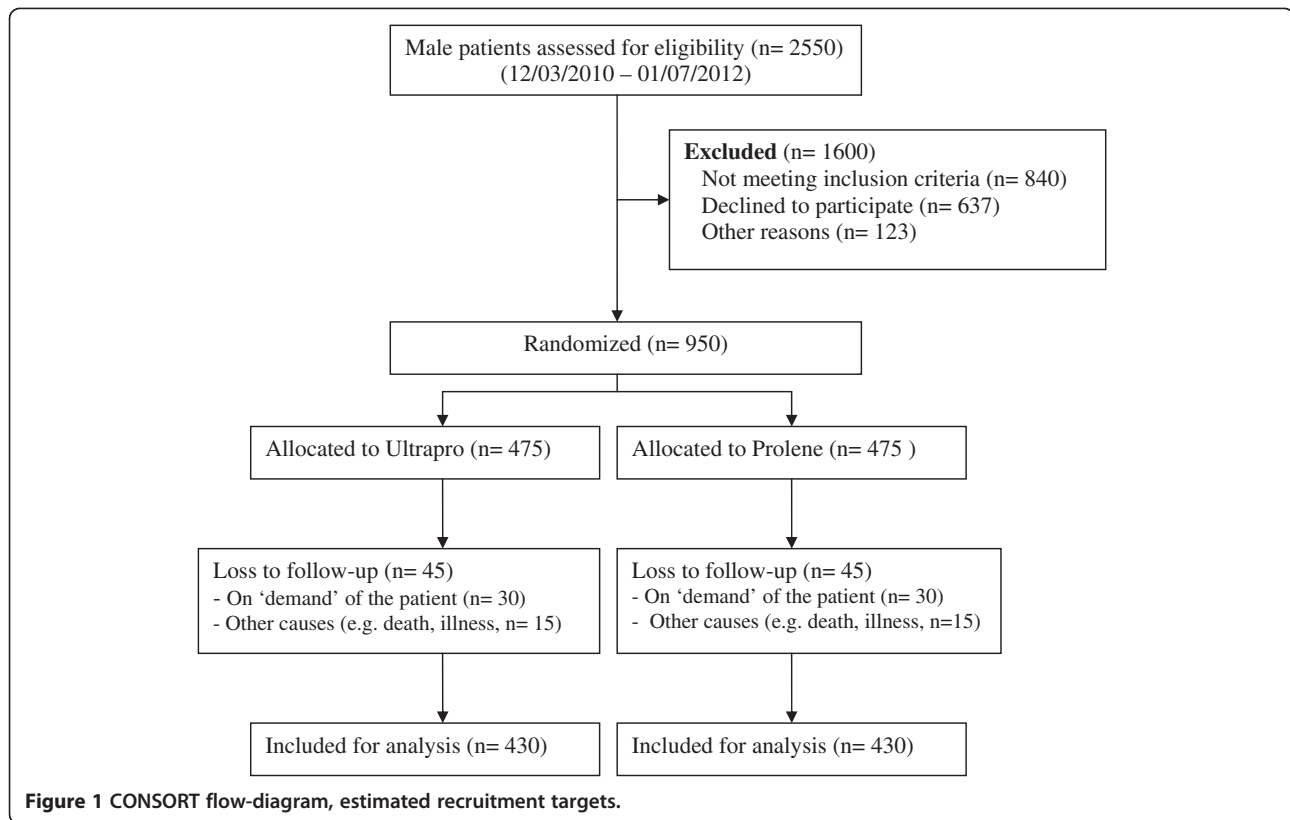 Male patients assessed for eligibility (n= 2550)
(12/03/2010 – 01/07/2012)
Excluded (n= 1600)
Not meeting inclusion criteria (n= 840)
Declined to participate (n= 637)
Other reasons (n= 123)
Randomized (n= 950)
Allocated to Ultrapro (n= 475)
Allocated to Prolene (n= 475 )
Loss to follow-up (n= 45)
- On ‘demand’ of the patient (n= 30)
- Other causes (e.g. death, illness, n= 15)
Loss to follow-up (n= 45)
- On ‘demand’ of the patient (n= 30)
- Other causes (e.g. death, illness, n=15)
Included for analysis (n= 430)
Included for analysis (n= 430)
Figure 1 CONSORT flow-diagram, estimated recruitment targets.